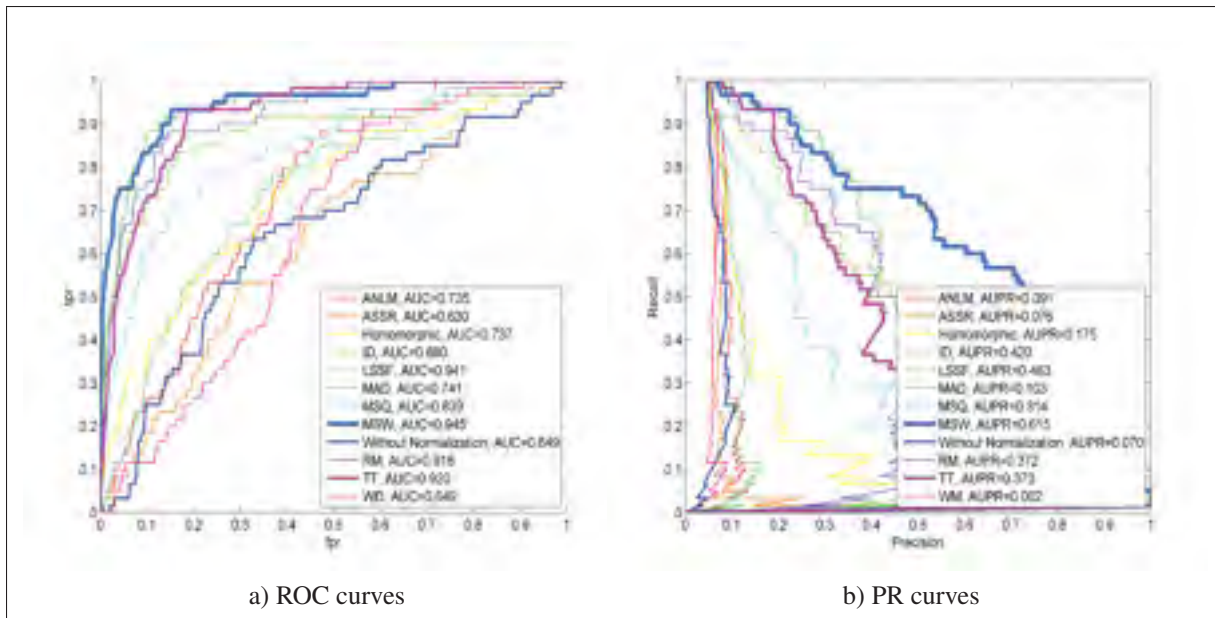 1
0.9
0.8
0.7
0.6
0.5
0.4
0.3
0.2
0.1
0
tpr
0 0.1 0.2 0.3 0.4 0.5 0.6 0.7 0.8 0.9 1
fpr
ANLM, AUC=0.735
ASSR, AUC=0.620
Homomorphic, AUC=0.737
ID, AUC=0.880
LSSF, AUC=0.941
MAD, AUC=0.741
MSQ, AUC=0.839
MSW, AUC=0.945
Without Normalization, AUC=0.649
RM, AUC=0.916
TT, AUC=0.920
AUC=0.649
a) ROC curves
1
0.9
0.8
0.7
0.6
0.5
0.4
0.3
0.2
0.1
0
Recall
0 0.1 0.2 0.3 0.4 0.5 0.6 0.7 0.8 0.9 1
Precision
ANLM, AUPR=0.091
ASSR, AUPR=0.076
Homomorphic, AUPR=0.175
ID, AUPR=0.420
LSSF, AUPR=0.463
MAD, AUPR=0.103
MSQ, AUPR=0.314
MSW, AUPR=0.615
Without Normalization, AUPR=0.070
RM, AUPR=0.372
TT, AUPR=0.373
WM, AUPR=0.082
b) PR curves